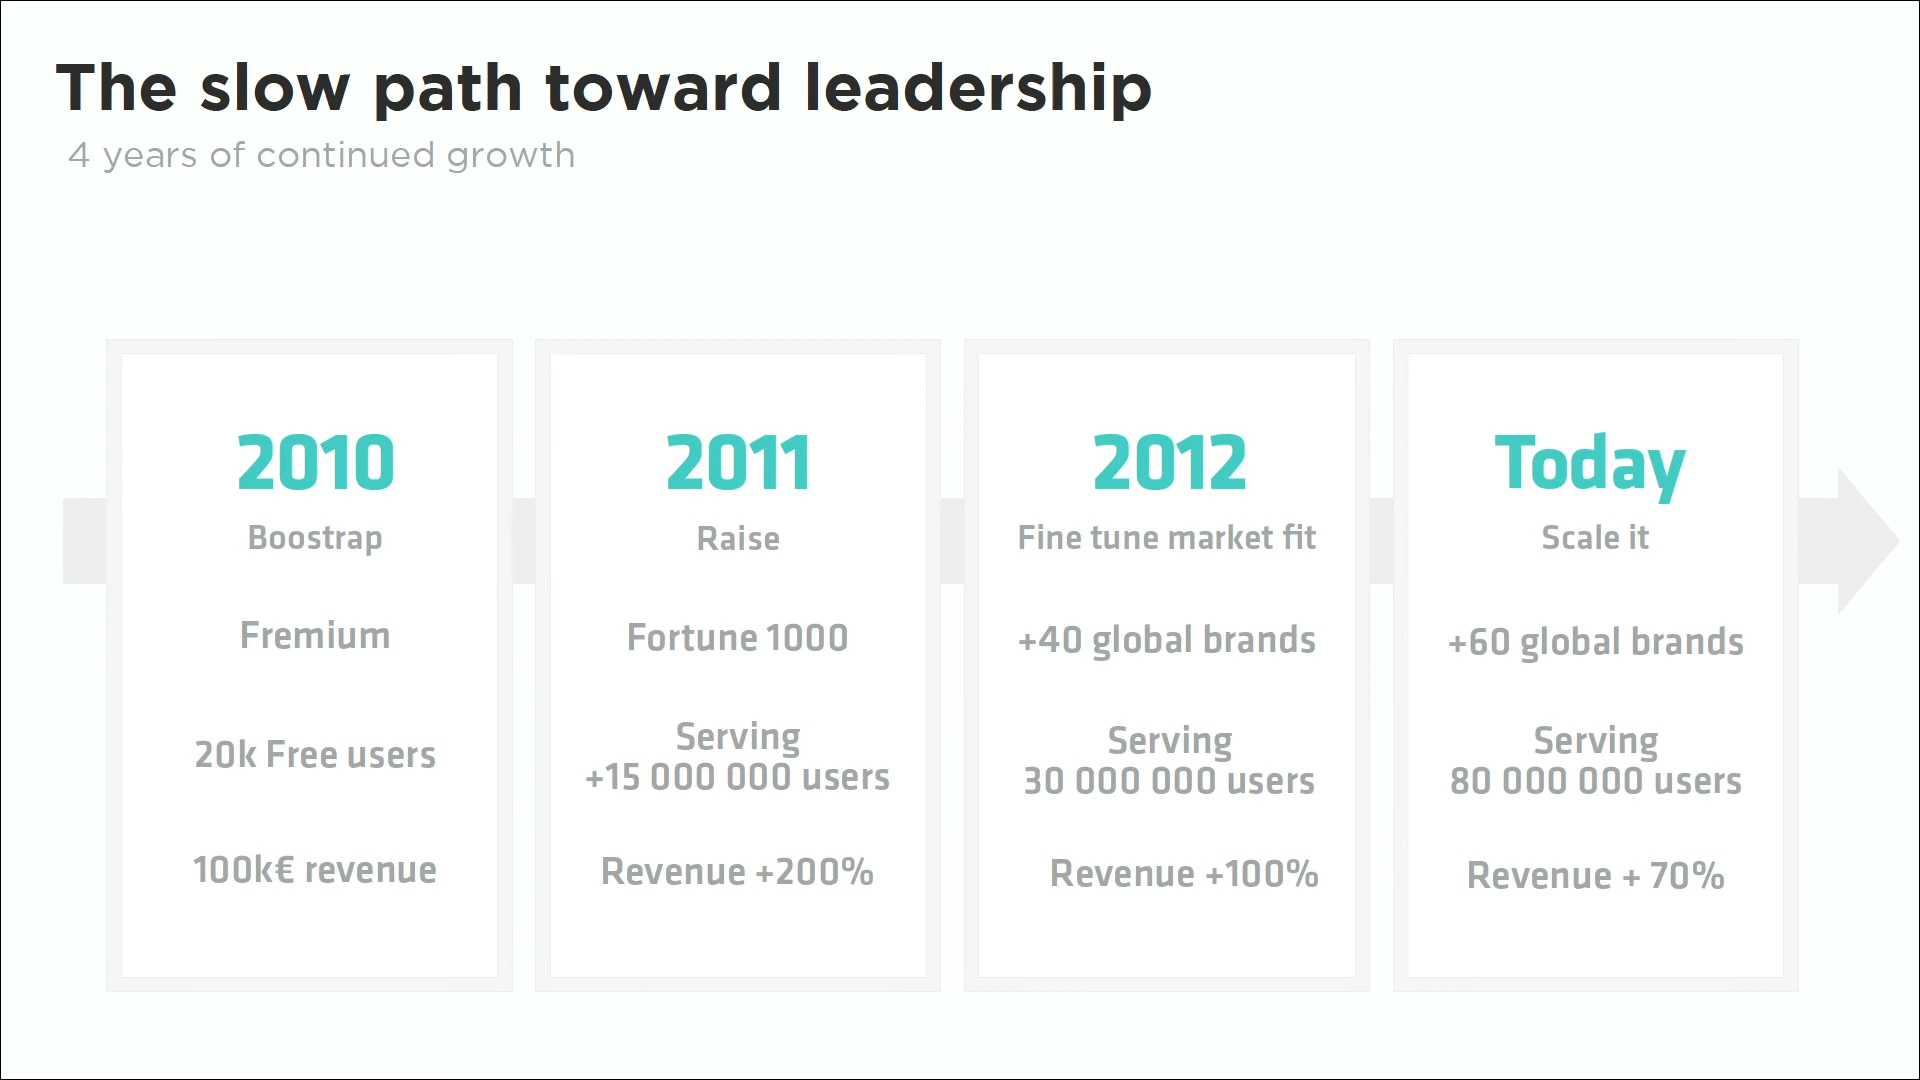 The slow path toward leadership
4 years of continued growth
2010
Boostrap
Fremium
20k Free users
100k€ revenue
2011
Raise
Fortune 1000
Serving
+15 000 000 users
Revenue +200%
2012
Fine tune market fit
+40 global brands
Serving
30 000 000 users
Revenue +100%
Today
Scale it
+60 global brands
Serving
80 000 000 users
Revenue + 70%